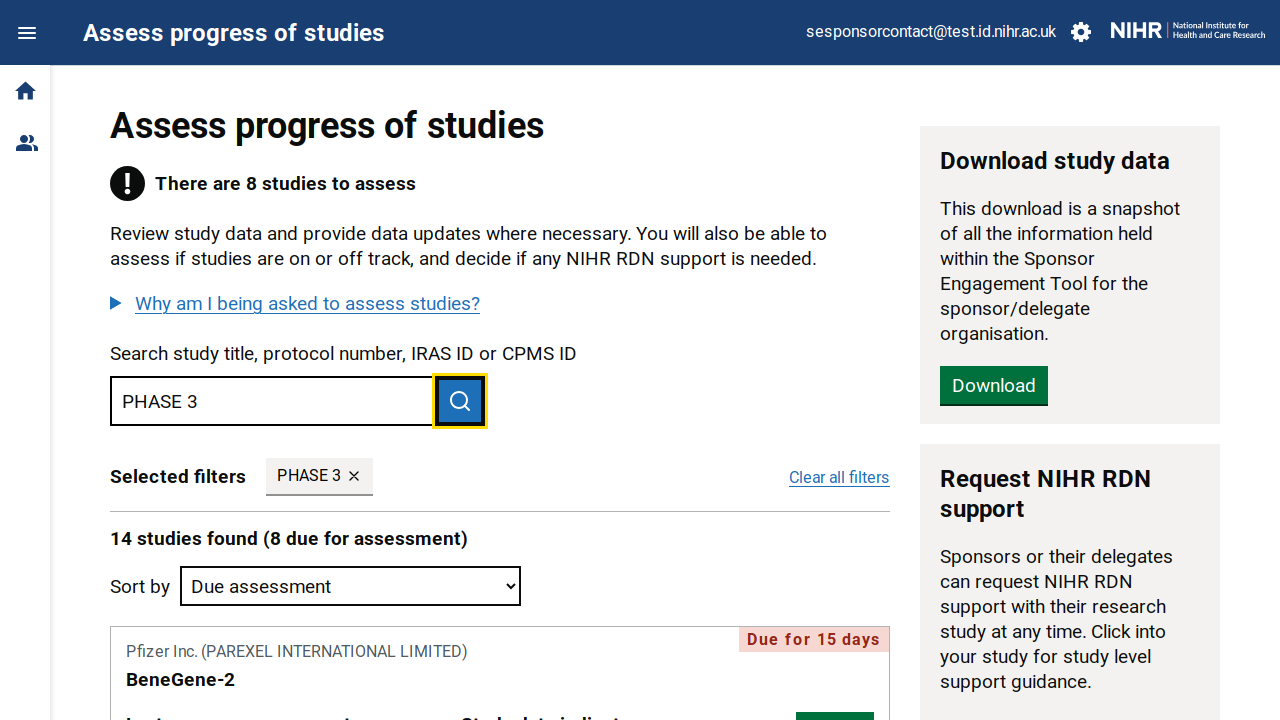 Assess progress of studies
sesponsorcontact@test.id.nihr.ac.uk
NIHR | National Institute for
Health and Care Research
Assess progress of studies
There are 8 studies to assess
Review study data and provide data updates where necessary. You will also be able to
assess if studies are on or off track, and decide if any NIHR RDN support is needed.
Why am I being asked to assess studies?
Search study title, protocol number, IRAS ID or CPMS ID
PHASE 3
Selected filters
PHASE 3
Clear all filters
14 studies found (8 due for assessment)
Sort by
Due assessment
Due for 15 days
Pfizer Inc. (PAREXEL INTERNATIONAL LIMITED)
BeneGene-2
Download study data
This download is a snapshot
of all the information held
within the Sponsor
Engagement Tool for the
sponsor/delegate
organisation.
Download
Request NIHR RDN
support
Sponsors or their delegates
can request NIHR RDN
support with their research
study at any time. Click into
your study for study level
support guidance.